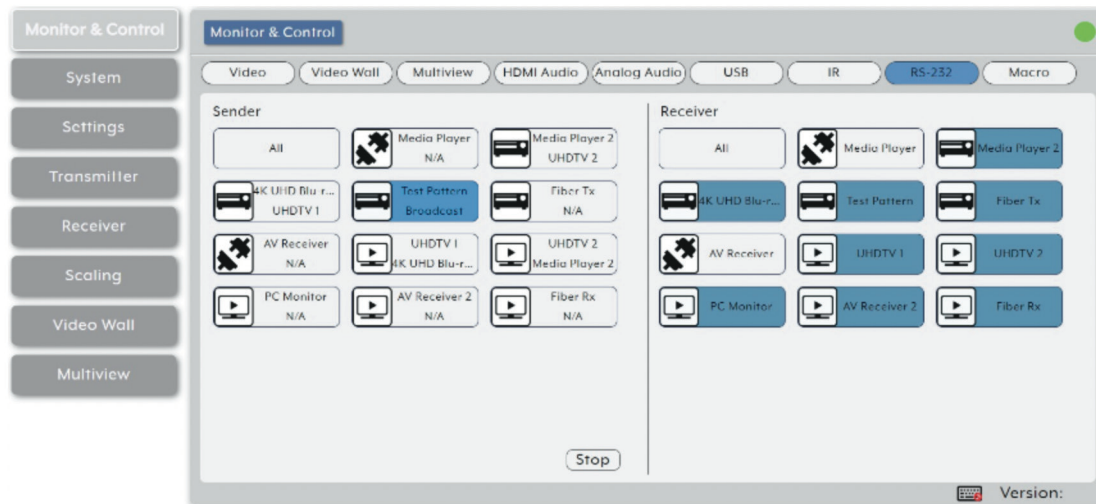 Monitor & Control
System
Settings
Transmitter
Receiver
Scaling
Video Wall
Multiview
Monitor & Control
Video Video Wall Multiview HDMI Audio Analog Audio USB IR RS-232 Macro
Sender
All
Media Player
N/A
Media Player 2
UHDTV 2
4K UHD Blu-r...
UHDTV 1
Test Pattern
Broadcast
Fiber Tx
N/A
AV Receiver
N/A
UHDTV 1
4K UHD Blu-r...
UHDTV 2
Media Player 2
PC Monitor
N/A
AV Receiver 2
N/A
Fiber Rx
N/A
Stop
Receiver
All
Media Player
Media Player 2
4K UHD Blu-r...
Test Pattern
Fiber Tx
AV Receiver
UHDTV 1
UHDTV 2
PC Monitor
AV Receiver 2
Fiber Rx
Version: